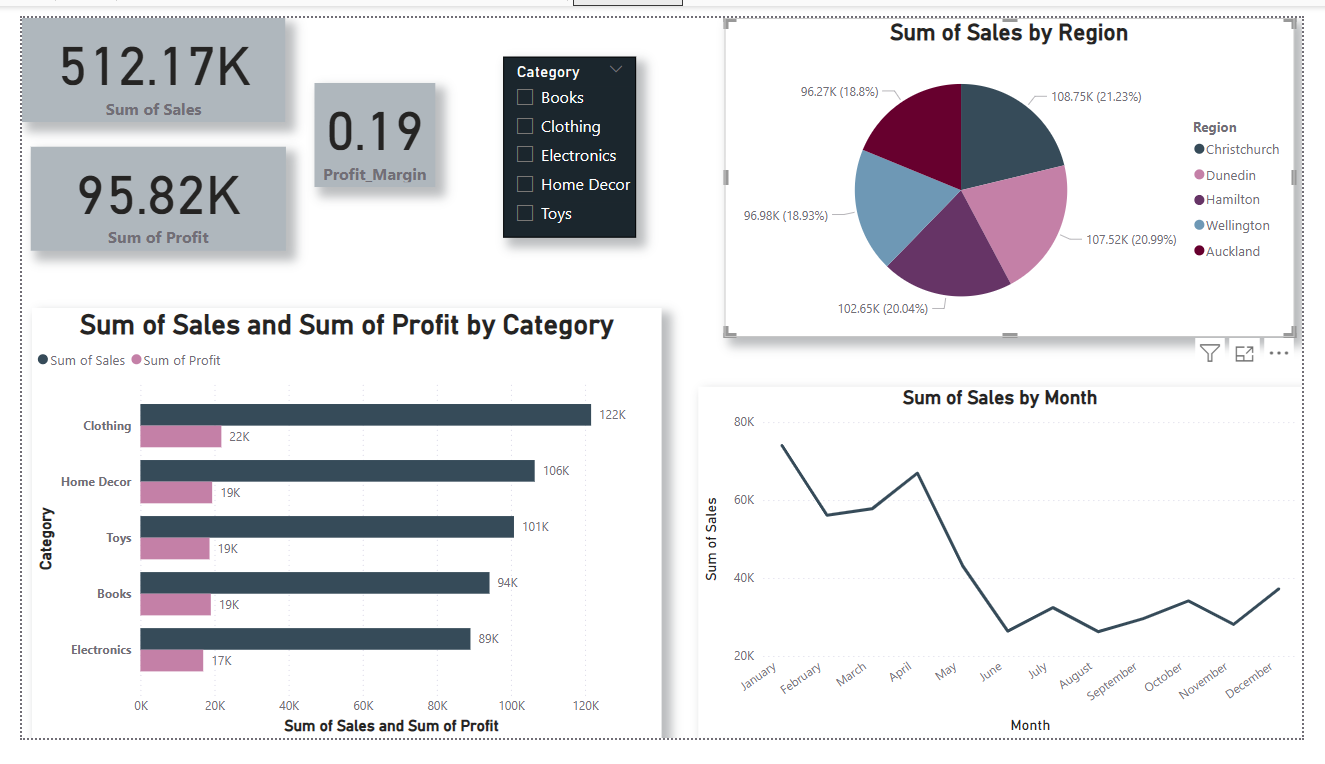 512.17K
Sum of Sales
95.82K
Sum of Profit
0.19
Profit_Margin
Category
Books
Clothing
Electronics
Home Decor
Toys
Sum of Sales by Region
96.27K (18.8%)
108.75K (21.23%)
96.98K (18.93%)
107.52K (20.99%)
102.65K (20.04%)
Region
Christchurch
Dunedin
Hamilton
Wellington
Auckland
Sum of Sales and Sum of Profit by Category
Sum of Sales Sum of Profit
Category
Clothing 122K
22K
Home Decor 106K
19K
Toys 101K
19K
Books 94K
19K
Electronics 89K
17K
0K 20K 40K 60K 80K 100K 120K
Sum of Sales and Sum of Profit
Sum of Sales by Month
Sum of Sales
80K
60K
40K
20K
January February March April May June July August September October November December
Month